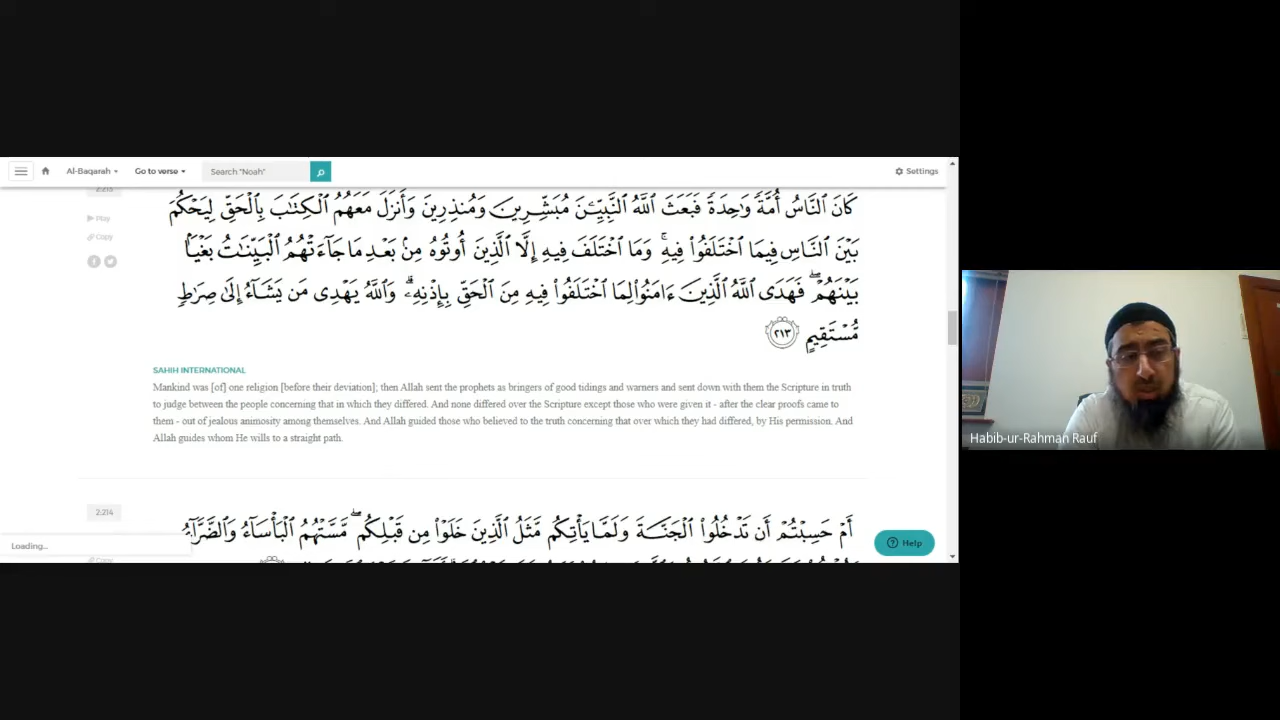 Al-Baqarah
Go to verse
Search "Noah"
Settings
2:213
Play
Copy
كَانَ ٱلنَّاسُ أُمَّةً وَٰحِدَةً فَبَعَثَ ٱللَّهُ ٱلنَّبِيِّـۧنَ مُبَشِّرِينَ وَمُنذِرِينَ وَأَنزَلَ مَعَهُمُ ٱلْكِتَـٰبَ بِٱلْحَقِّ لِيَحْكُمَ
بَيْنَ ٱلنَّاسِ فِيمَا ٱخْتَلَفُوا۟ فِيهِ ۚ وَمَا ٱخْتَلَفَ فِيهِ إِلَّا ٱلَّذِينَ أُوتُوهُ مِنۢ بَعْدِ مَا جَآءَتْهُمُ ٱلْبَيِّنَـٰتُ بَغْيًۢا
بَيْنَهُمْ ۖ فَهَدَى ٱللَّهُ ٱلَّذِينَ ءَامَنُوا۟ لِمَا ٱخْتَلَفُوا۟ فِيهِ مِنَ ٱلْحَقِّ بِإِذْنِهِۦ ۗ وَٱللَّهُ يَهْدِى مَن يَشَآءُ إِلَىٰ صِرَٰطٍ
مُّسْتَقِيمٍ ٢١٣
SAHIH INTERNATIONAL
Mankind was [of] one religion [before their deviation]; then Allah sent the prophets as bringers of good tidings and warners and sent down with them the Scripture in truth
to judge between the people concerning that in which they differed. And none differed over the Scripture except those who were given it - after the clear proofs came to
them - out of jealous animosity among themselves. And Allah guided those who believed to the truth concerning that over which they had differed, by His permission. And
Allah guides whom He wills to a straight path.
2:214
أَمْ حَسِبْتُمْ أَن تَدْخُلُوا۟ ٱلْجَنَّةَ وَلَمَّا يَأْتِكُم مَّثَلُ ٱلَّذِينَ خَلَوْا۟ مِن قَبْلِكُم ۖ مَّسَّتْهُمُ ٱلْبَأْسَآءُ وَٱلضَّرَّآءُ
Loading...
Copy
Help
Habib-ur-Rahman Rauf